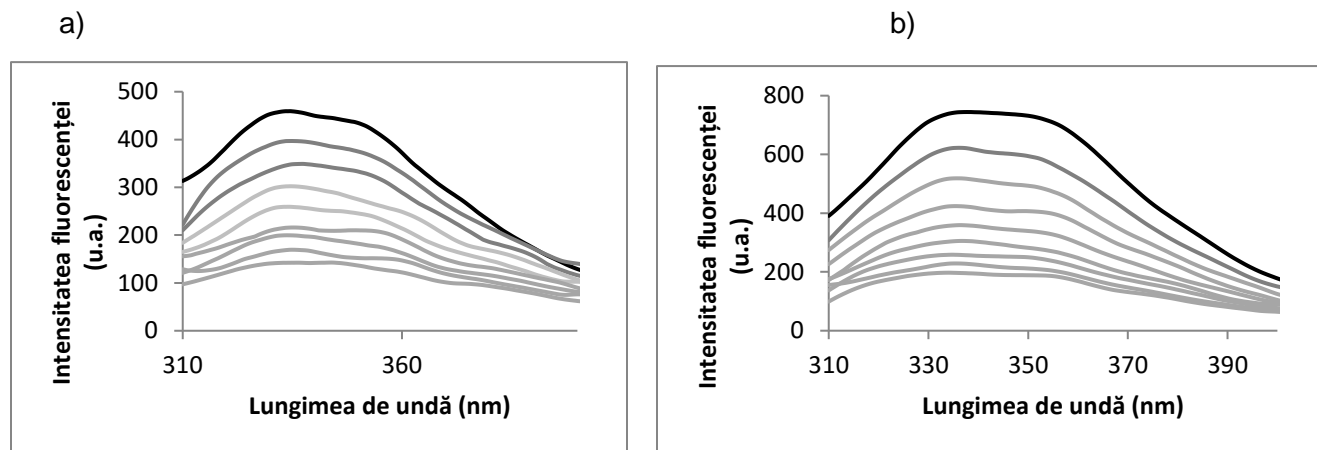 a)
b)
Intensitatea fluorescenței
(u.a.)
500
400
300
200
100
0
310
360
Lungimea de undă (nm)
Intensitatea fluorescenței
(u.a.)
800
600
400
200
0
310
330
350
370
390
Lungimea de undă (nm)